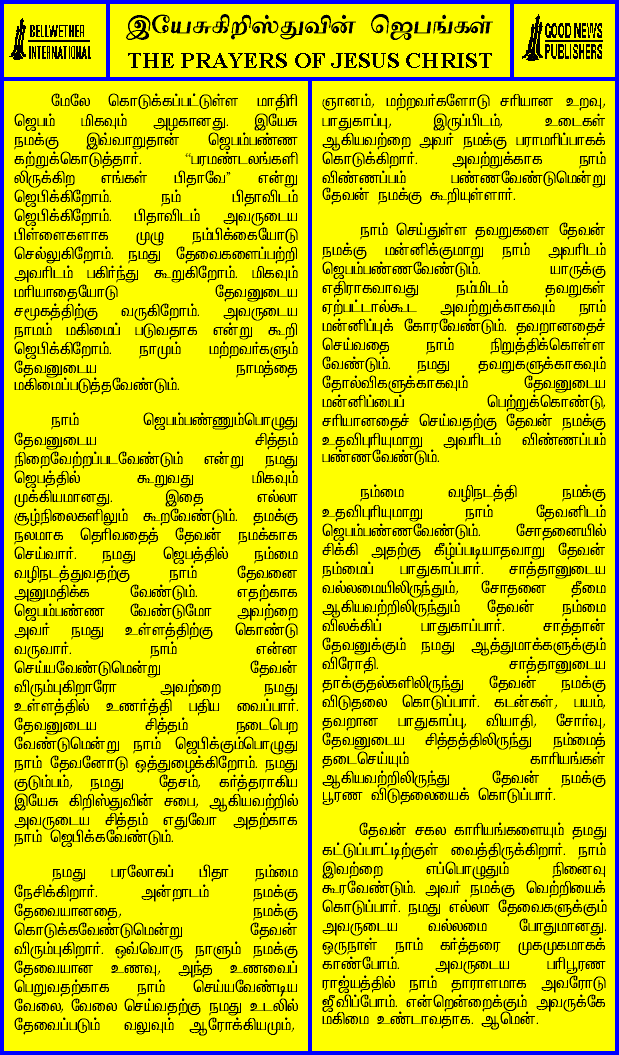 BELLWETHER
INTERNATIONAL
இயேசுகிறிஸ்துவின் ஜெபங்கள்
THE PRAYERS OF JESUS CHRIST
GOOD NEWS
PUBLISHERS
மேலே கொடுக்கப்பட்டுள்ள மாதிரி
ஜெபம் மிகவும் அழகானது. இயேசு
நமக்கு இவ்வாறுதான் ஜெபம்பண்ண
கற்றுக்கொடுத்தார். “பரமண்டலங்களி
லிருக்கிற எங்கள் பிதாவே” என்று
ஜெபிக்கிறோம். நம் பிதாவிடம்
ஜெபிக்கிறோம். பிதாவிடம் அவருடைய
பிள்ளைகளாக முழு நம்பிக்கையோடு
செல்லுகிறோம். நமது தேவைகளைப்பற்றி
அவரிடம் பகிர்ந்து கூறுகிறோம். மிகவும்
மரியாதையோடு தேவனுடைய
சமூகத்திற்கு வருகிறோம். அவருடைய
நாமம் மகிமைப் படுவதாக என்று கூறி
ஜெபிக்கிறோம். நாமும் மற்றவர்களும்
தேவனுடைய நாமத்தை
மகிமைப்படுத்தவேண்டும்.
நாம் ஜெபம்பண்ணும்பொழுது
தேவனுடைய சித்தம்
நிறைவேற்றப்படவேண்டும் என்று நமது
ஜெபத்தில் கூறுவது மிகவும்
முக்கியமானது. இதை எல்லா
சூழ்நிலைகளிலும் கூறவேண்டும். தமக்கு
நலமாக தெரிவதைத் தேவன் நமக்காக
செய்வார். நமது ஜெபத்தில் நம்மை
வழிநடத்துவதற்கு நாம் தேவனை
அனுமதிக்க வேண்டும். எதற்காக
ஜெபம்பண்ண வேண்டுமோ அவற்றை
அவர் நமது உள்ளத்திற்கு கொண்டு
வருவார். நாம் என்ன
செய்யவேண்டுமென்று தேவன்
விரும்புகிறாரோ அவற்றை நமது
உள்ளத்தில் உணர்த்தி பதிய வைப்பார்.
தேவனுடைய சித்தம் நடைபெற
வேண்டுமென்று நாம் ஜெபிக்கும்பொழுது
நாம் தேவனோடு ஒத்துழைக்கிறோம். நமது
குடும்பம், நமது தேசம், கர்த்தராகிய
இயேசு கிறிஸ்துவின் சபை, ஆகியவற்றில்
அவருடைய சித்தம் எதுவோ அதற்காக
நாம் ஜெபிக்கவேண்டும்.
நமது பரலோகப் பிதா நம்மை
நேசிக்கிறார். அன்றாடம் நமக்கு
தேவையானதை, நமக்கு
கொடுக்கவேண்டுமென்று தேவன்
விரும்புகிறார். ஒவ்வொரு நாளும் நமக்கு
தேவையான உணவு, அந்த உணவைப்
பெறுவதற்காக நாம் செய்யவேண்டிய
வேலை, வேலை செய்வதற்கு நமது உடலில்
தேவைப்படும் வலுவும் ஆரோக்கியமும்,
ஞானம், மற்றவர்களோடு சரியான உறவு,
பாதுகாப்பு, இருப்பிடம், உடைகள்
ஆகியவற்றை அவர் நமக்கு பராமரிப்பாகக்
கொடுக்கிறார். அவற்றுக்காக நாம்
விண்ணப்பம் பண்ணவேண்டுமென்று
தேவன் நமக்கு கூறியுள்ளார்.
நாம் செய்துள்ள தவறுகளை தேவன்
நமக்கு மன்னிக்குமாறு நாம் அவரிடம்
ஜெபம்பண்ணவேண்டும். யாருக்கு
எதிராகவாவது நம்மிடம் தவறுகள்
ஏற்பட்டால்கூட அவற்றுக்காகவும் நாம்
மன்னிப்புக் கோரவேண்டும். தவறானதைச்
செய்வதை நாம் நிறுத்திக்கொள்ள
வேண்டும். நமது தவறுகளுக்காகவும்
தோல்விகளுக்காகவும் தேவனுடைய
மன்னிப்பைப் பெற்றுக்கொண்டு,
சரியானதைச் செய்வதற்கு தேவன் நமக்கு
உதவிபுரியுமாறு அவரிடம் விண்ணப்பம்
பண்ணவேண்டும்.
நம்மை வழிநடத்தி நமக்கு
உதவிபுரியுமாறு நாம் தேவனிடம்
ஜெபம்பண்ணவேண்டும். சோதனையில்
சிக்கி அதற்கு கீழ்ப்படியாதவாறு தேவன்
நம்மைப் பாதுகாப்பார். சாத்தானுடைய
வல்லமையிலிருந்தும், சோதனை தீமை
ஆகியவற்றிலிருந்தும் தேவன் நம்மை
விலக்கிப் பாதுகாப்பார். சாத்தான்
தேவனுக்கும் நமது ஆத்துமாக்களுக்கும்
விரோதி. சாத்தானுடைய
தாக்குதல்களிலிருந்து தேவன் நமக்கு
விடுதலை கொடுப்பார். கடன்கள், பயம்,
தவறான பாதுகாப்பு, வியாதி, சோர்வு,
தேவனுடைய சித்தத்திலிருந்து நம்மைத்
தடைசெய்யும் காரியங்கள்
ஆகியவற்றிலிருந்து தேவன் நமக்கு
பூரண விடுதலையைக் கொடுப்பார்.
தேவன் சகல காரியங்களையும் தமது
கட்டுப்பாட்டிற்குள் வைத்திருக்கிறார். நாம்
இவற்றை எப்பொழுதும் நினைவு
கூரவேண்டும். அவர் நமக்கு வெற்றியைக்
கொடுப்பார். நமது எல்லா தேவைகளுக்கும்
அவருடைய வல்லமை போதுமானது.
ஒருநாள் நாம் கர்த்தரை முகமுகமாகக்
காண்போம். அவருடைய பரிபூரண
ராஜ்யத்தில் நாம் தாராளமாக அவரோடு
ஜீவிப்போம். என்றென்றைக்கும் அவருக்கே
மகிமை உண்டாவதாக. ஆமென்.